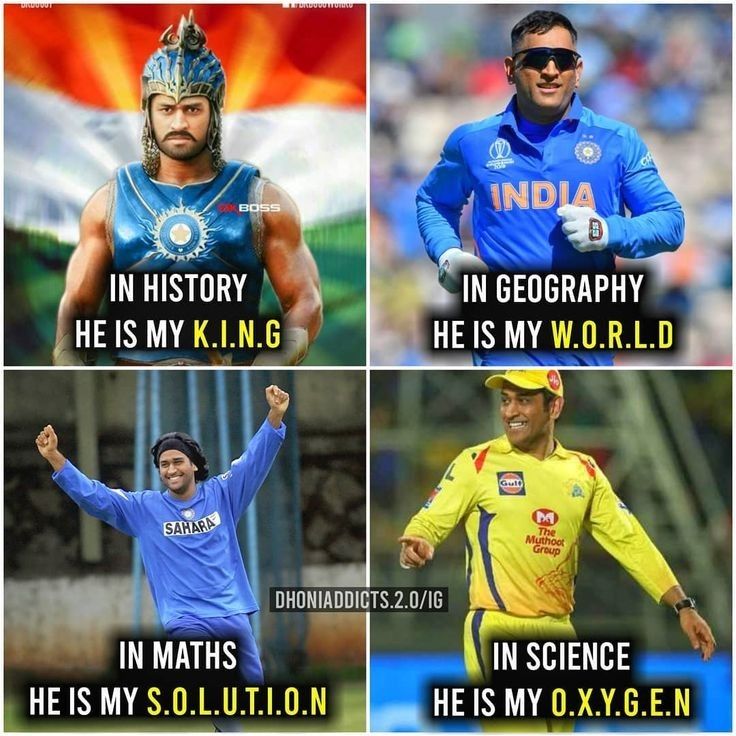 DKBOSS
IN HISTORY
HE IS MY K.I.N.G
INDIA
IN GEOGRAPHY
HE IS MY W.O.R.L.D
SAHARA
IN MATHS
HE IS MY S.O.L.U.T.I.O.N
DHONIADDICTS.2.0/IG
Gulf
The
Muthoot
Group
IN SCIENCE
HE IS MY O.X.Y.G.E.N